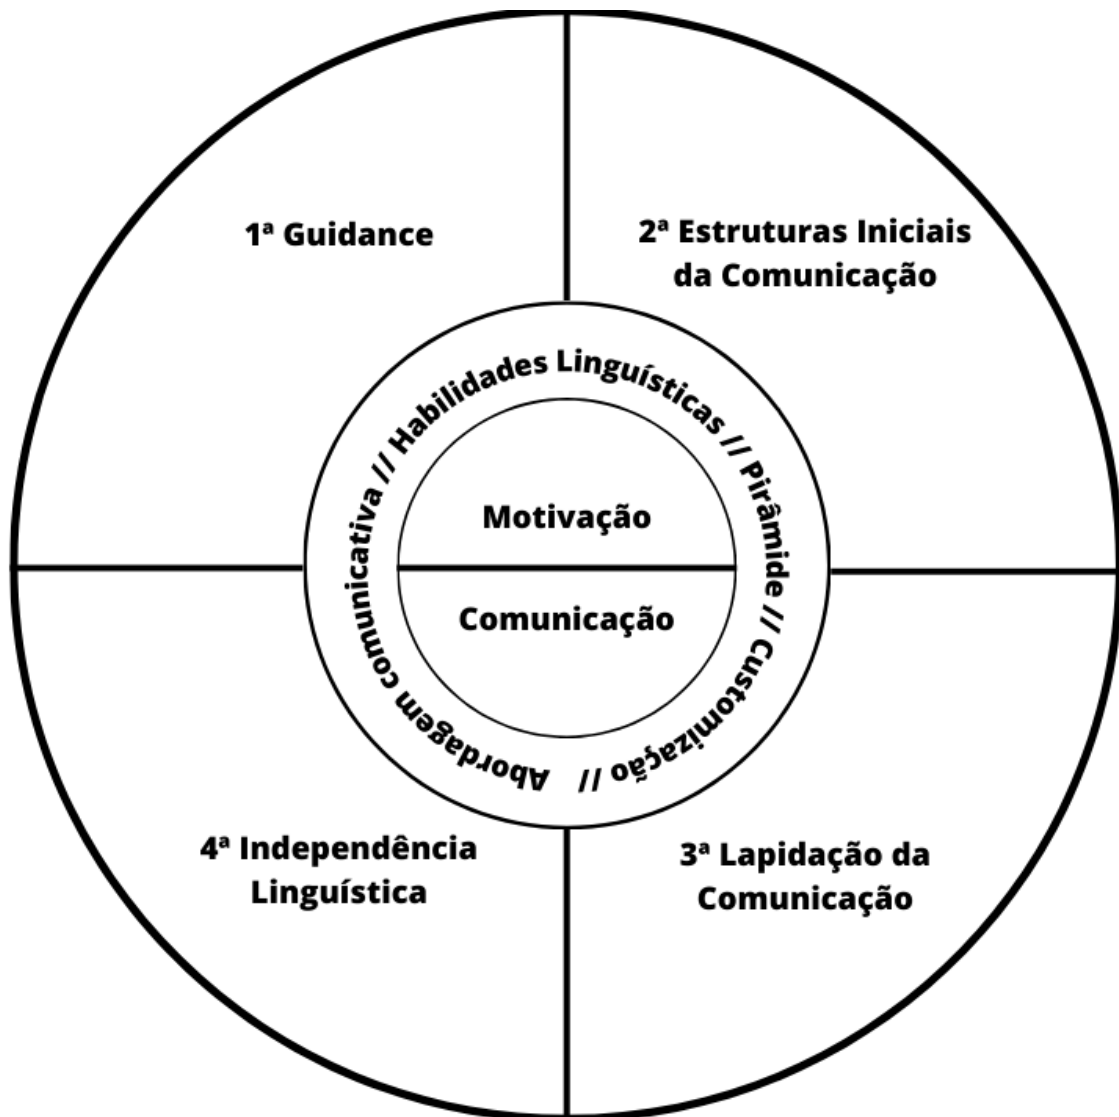 1ª Guidance
2ª Estruturas Iniciais
da Comunicação
Abordagem comunicativa // Habilidades Linguísticas // Pirâmide // Customização //
Motivação
Comunicação
4ª Independência
Linguística
3ª Lapidação da
Comunicação